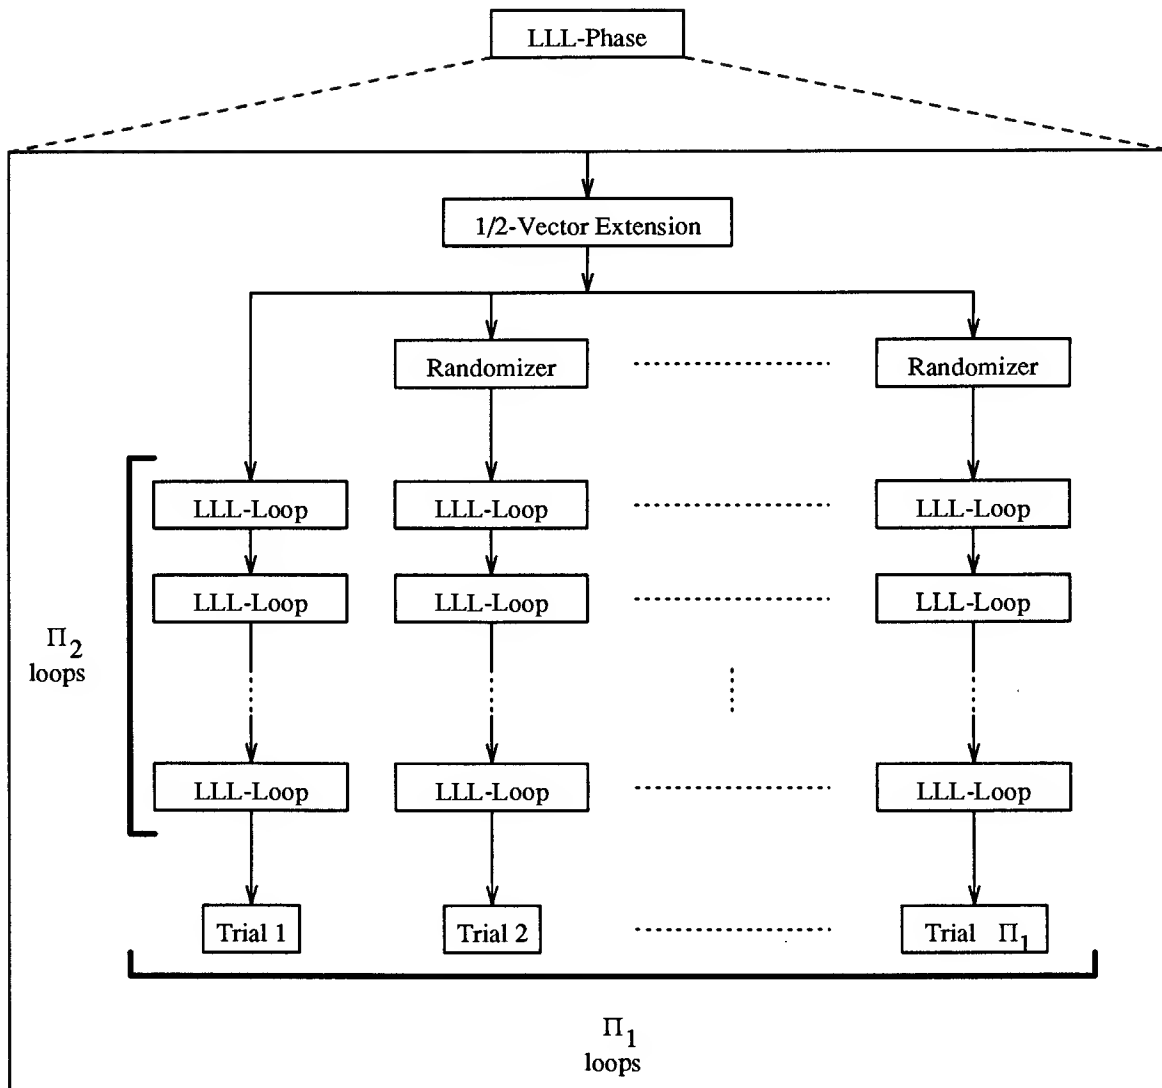 LLL-Phase
1/2-Vector Extension
Randomizer
Randomizer
LLL-Loop
LLL-Loop
LLL-Loop
LLL-Loop
LLL-Loop
LLL-Loop
Π2
loops
LLL-Loop
LLL-Loop
LLL-Loop
Trial 1
Trial 2
Trial Π1
Π1
loops